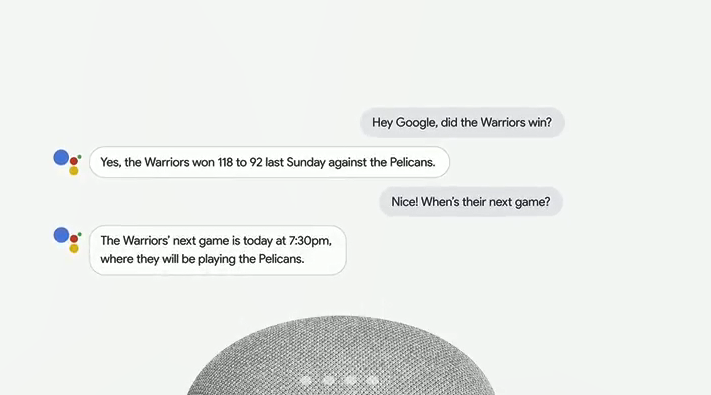 Hey Google, did the Warriors win?
Yes, the Warriors won 118 to 92 last Sunday against the Pelicans.
Nice! When's their next game?
The Warriors' next game is today at 7:30pm,
where they will be playing the Pelicans.